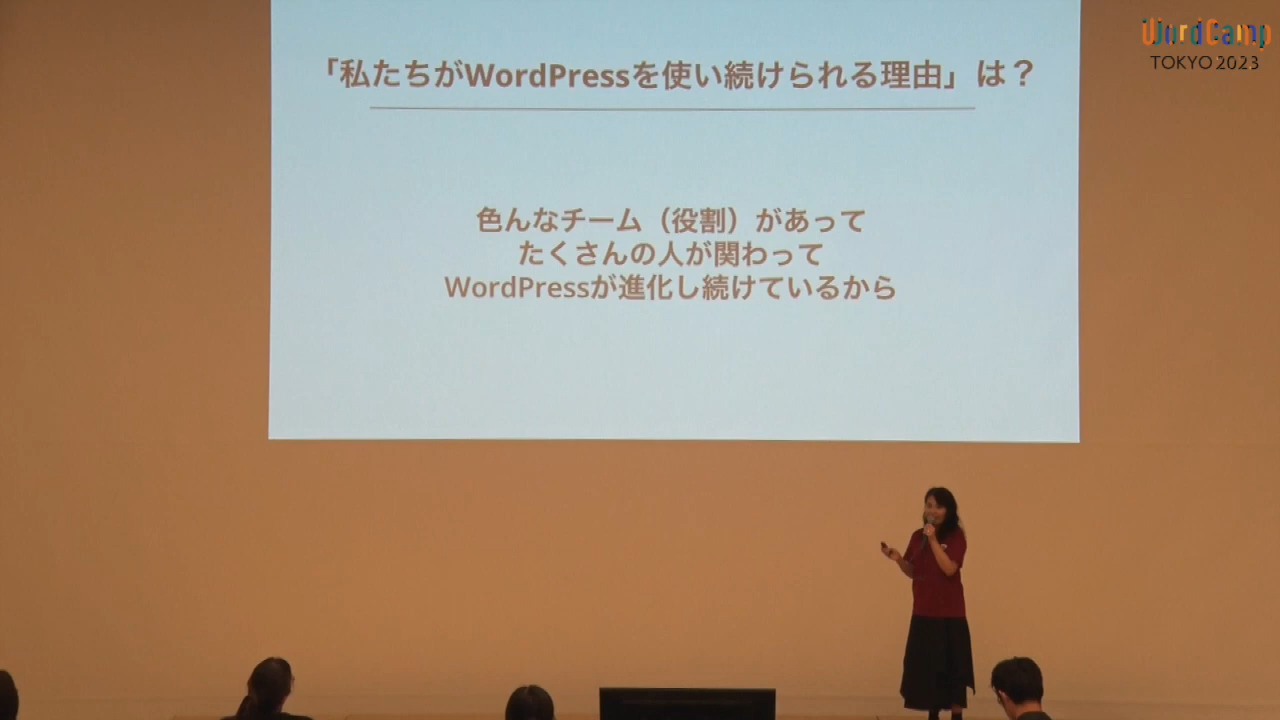 WordCamp
TOKYO 2023
「私たちがWordPressを使い続けられる理由」は？
色んなチーム（役割）があって
たくさんの人が関わって
WordPressが進化し続けているから